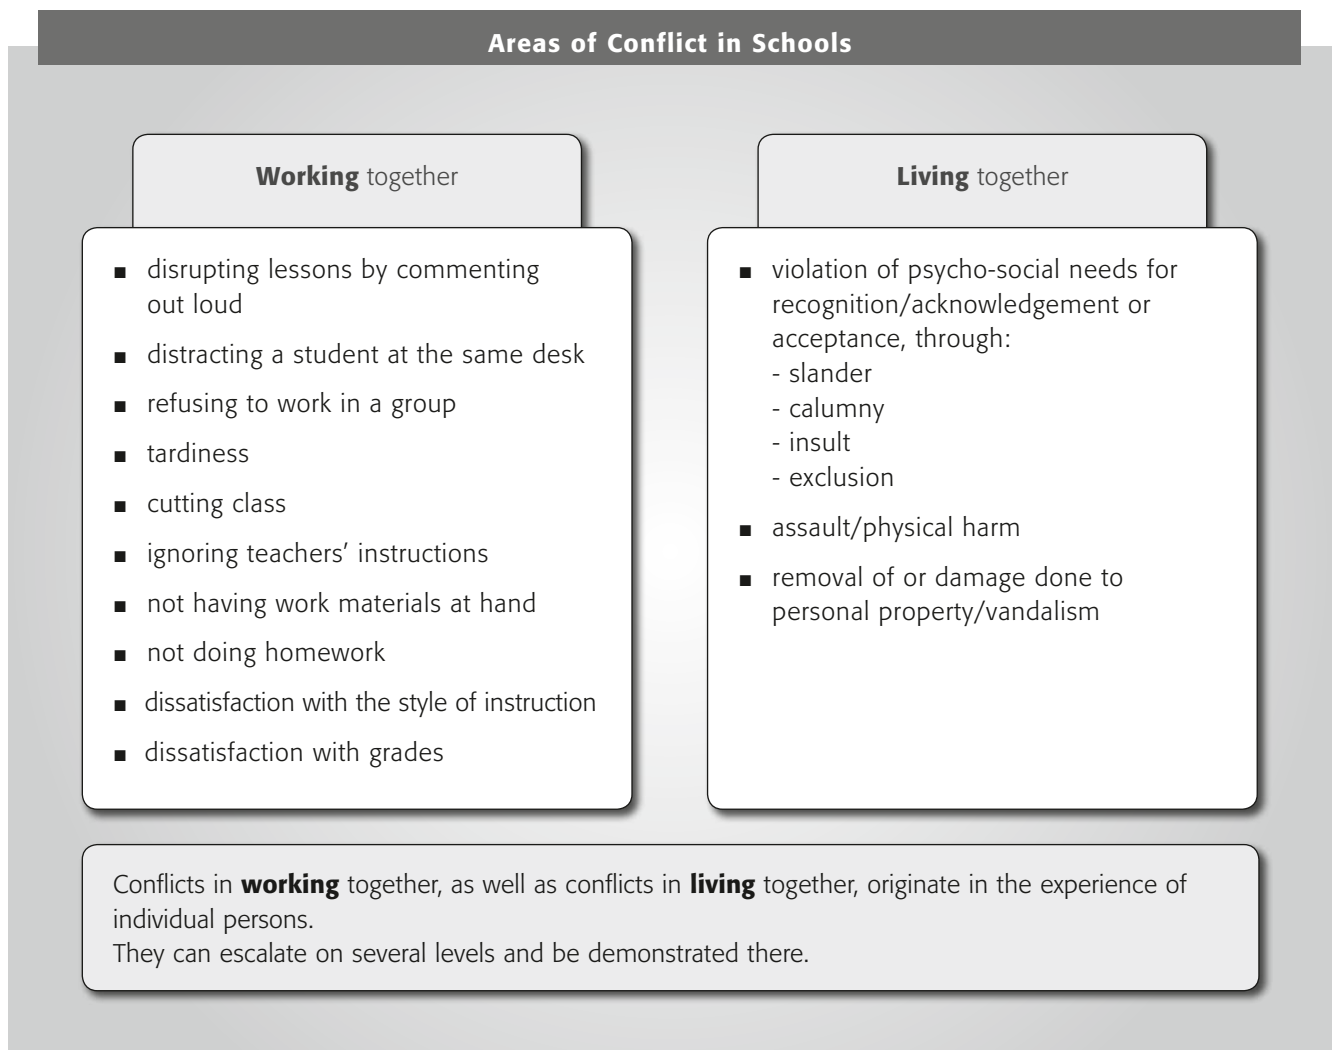 Areas of Conflict in Schools
Working together
■ disrupting lessons by commenting
out loud
■ distracting a student at the same desk
■ refusing to work in a group
■ tardiness
■ cutting class
■ ignoring teachers’ instructions
■ not having work materials at hand
■ not doing homework
■ dissatisfaction with the style of instruction
■ dissatisfaction with grades
Living together
■ violation of psycho-social needs for
recognition/acknowledgement or
acceptance, through:
- slander
- calumny
- insult
- exclusion
■ assault/physical harm
■ removal of or damage done to
personal property/vandalism
Conflicts in working together, as well as conflicts in living together, originate in the experience of
individual persons.
They can escalate on several levels and be demonstrated there.